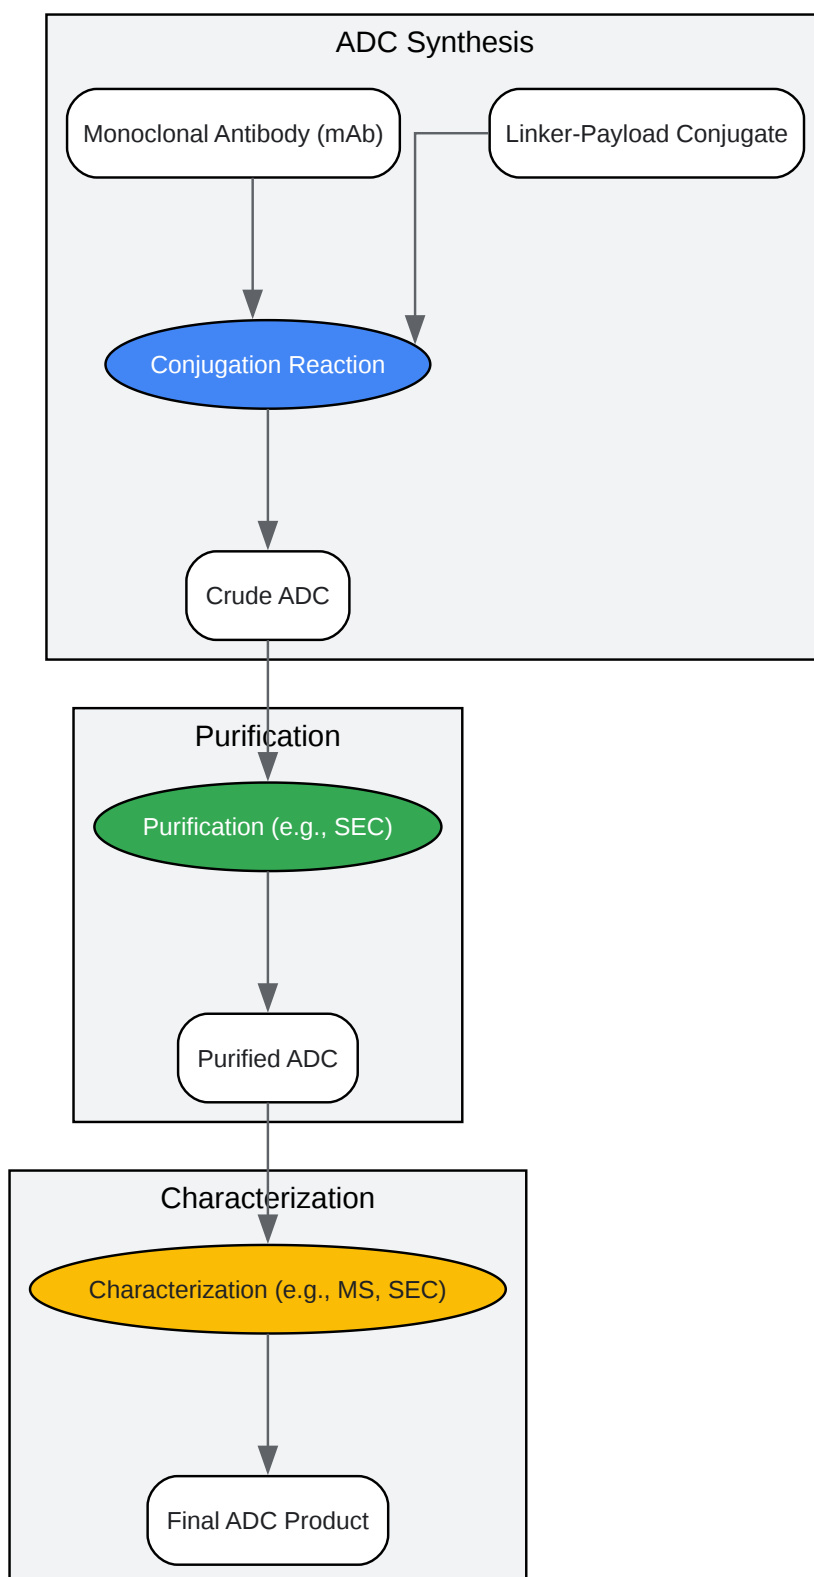 ADC Synthesis
Monoclonal Antibody (mAb)
Linker-Payload Conjugate
Conjugation Reaction
Crude ADC
Purification
Purification (e.g., SEC)
Purified ADC
Characterization
Characterization (e.g., MS, SEC)
Final ADC Product